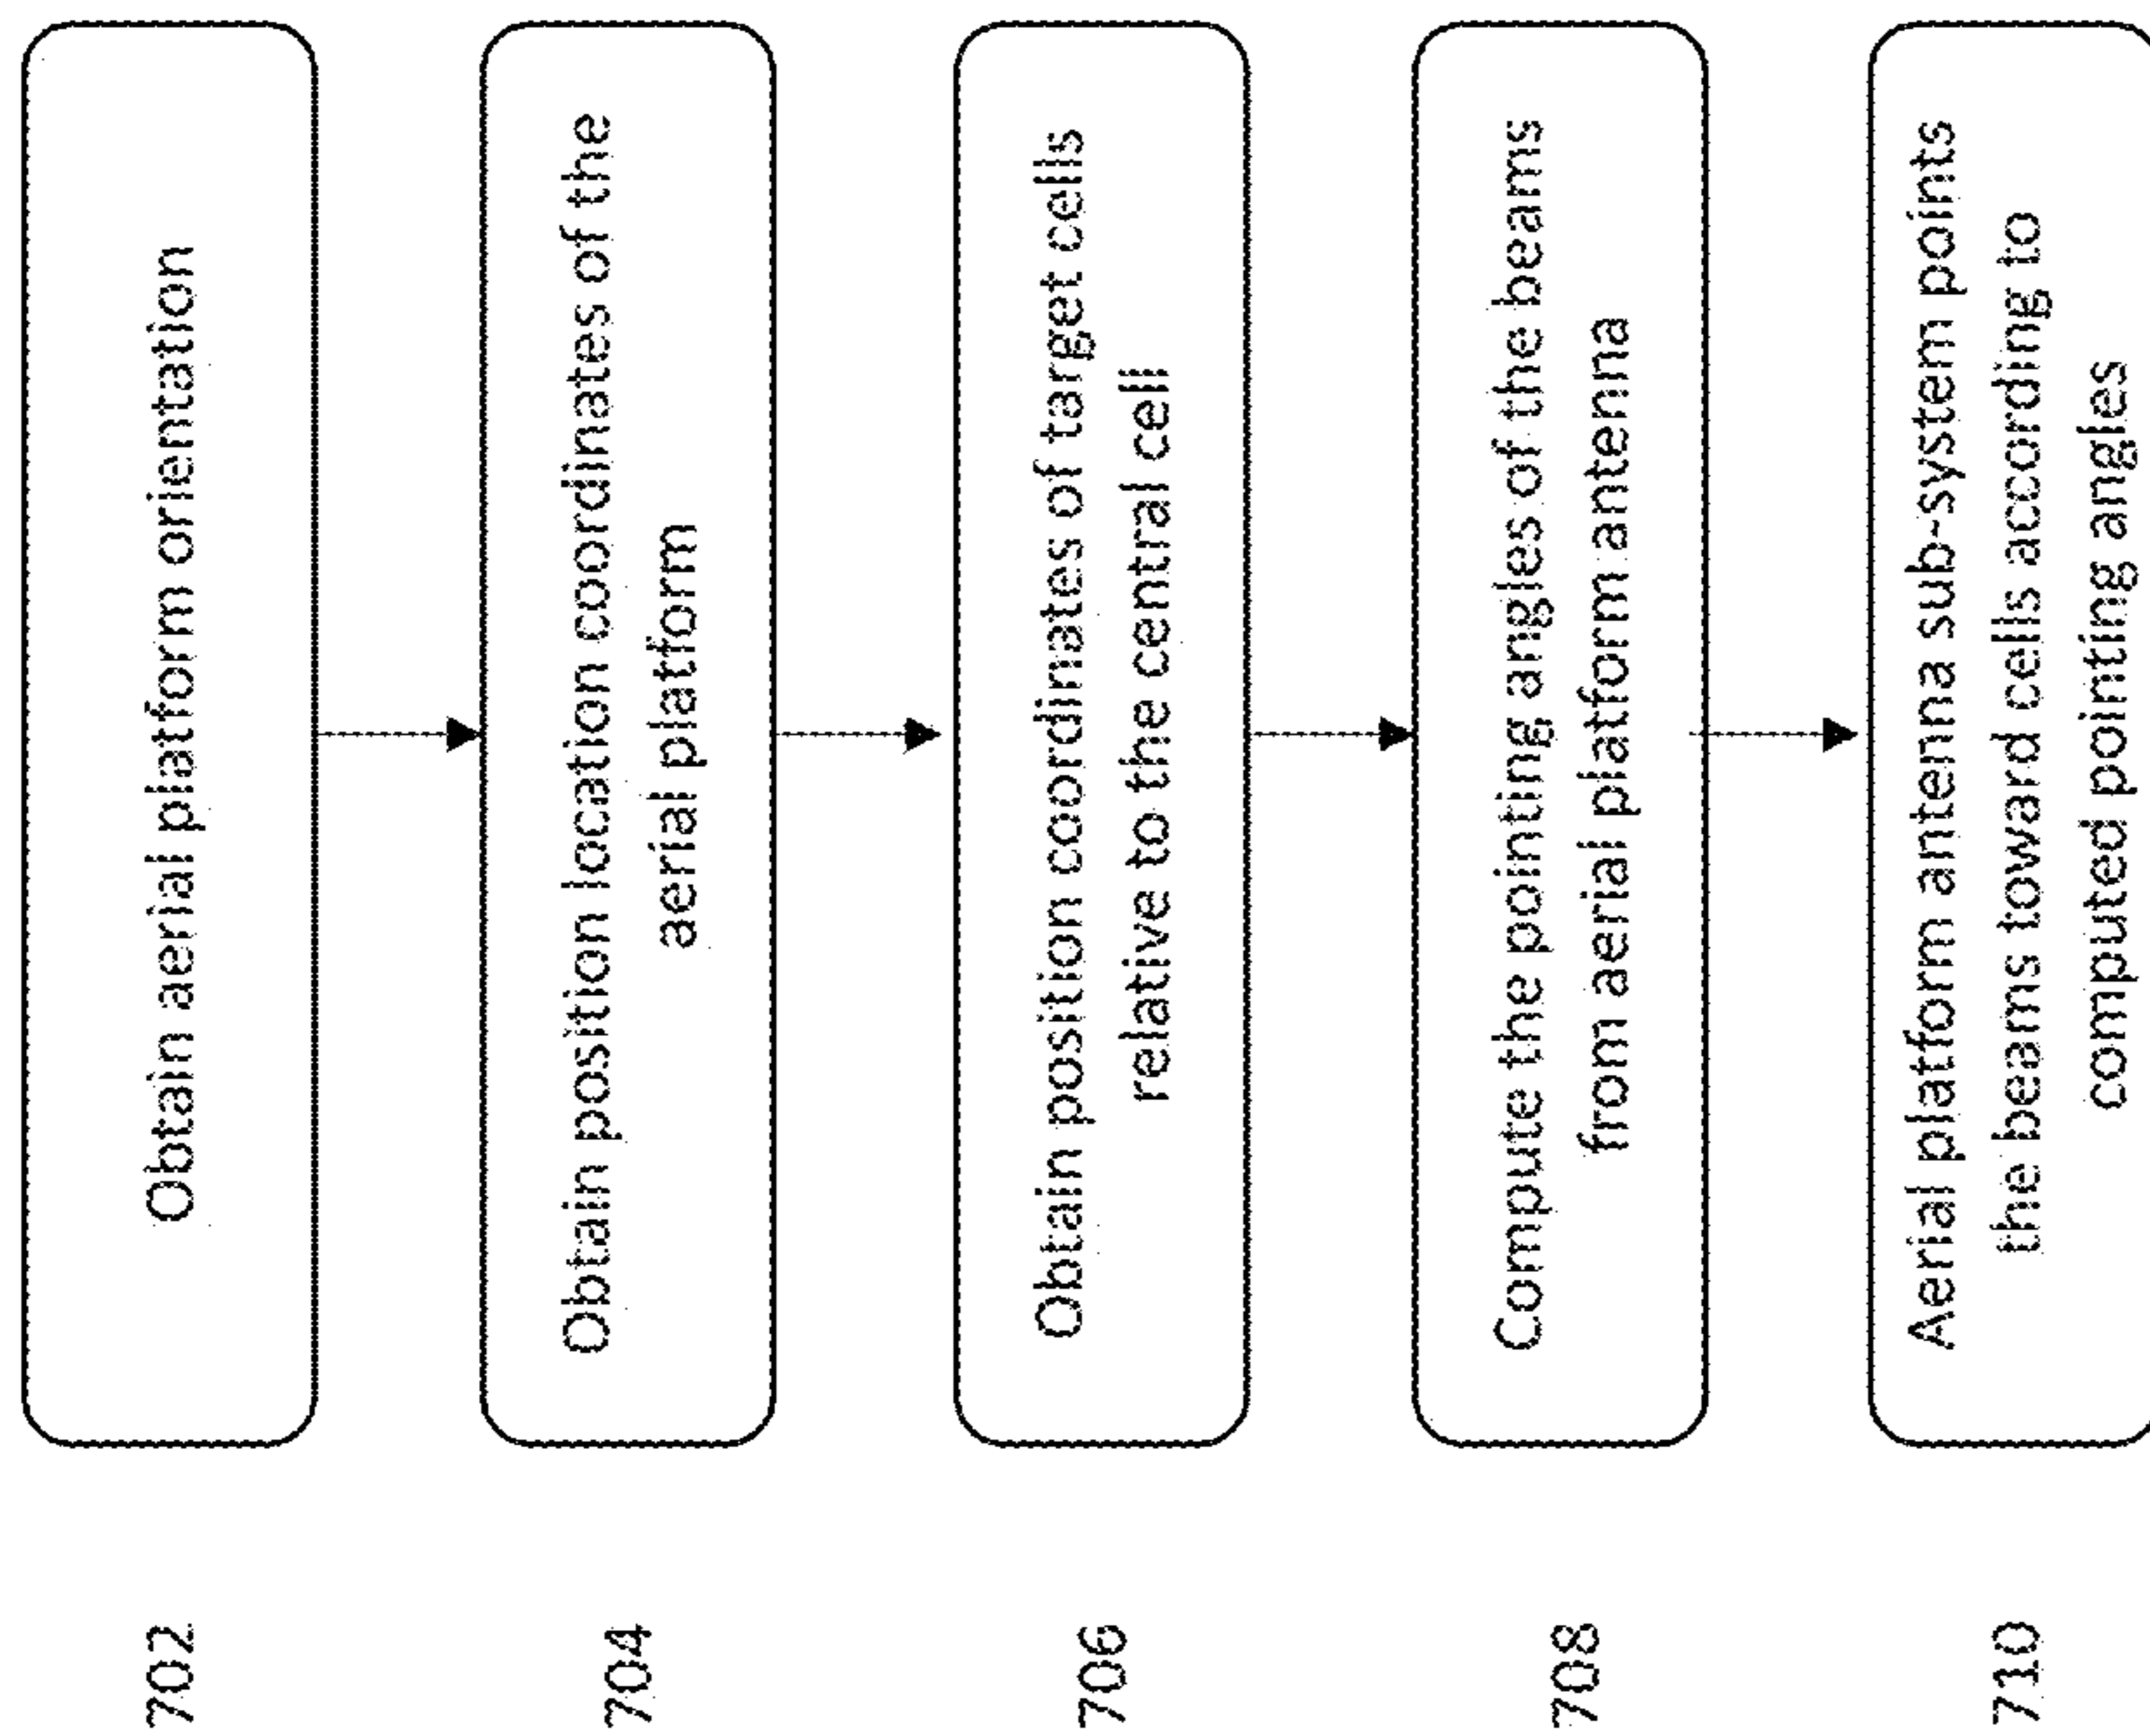 702
Obtain aerial platform orientation
704
Obtain position location coordinates of the
aerial platform
706
Obtain position coordinates of target cells
relative to the central cell
708
Compute the pointing angles of the beams
from aerial platform antenna
710
Aerial platform antenna sub-system points
the beams toward cells according to
computed pointing angles